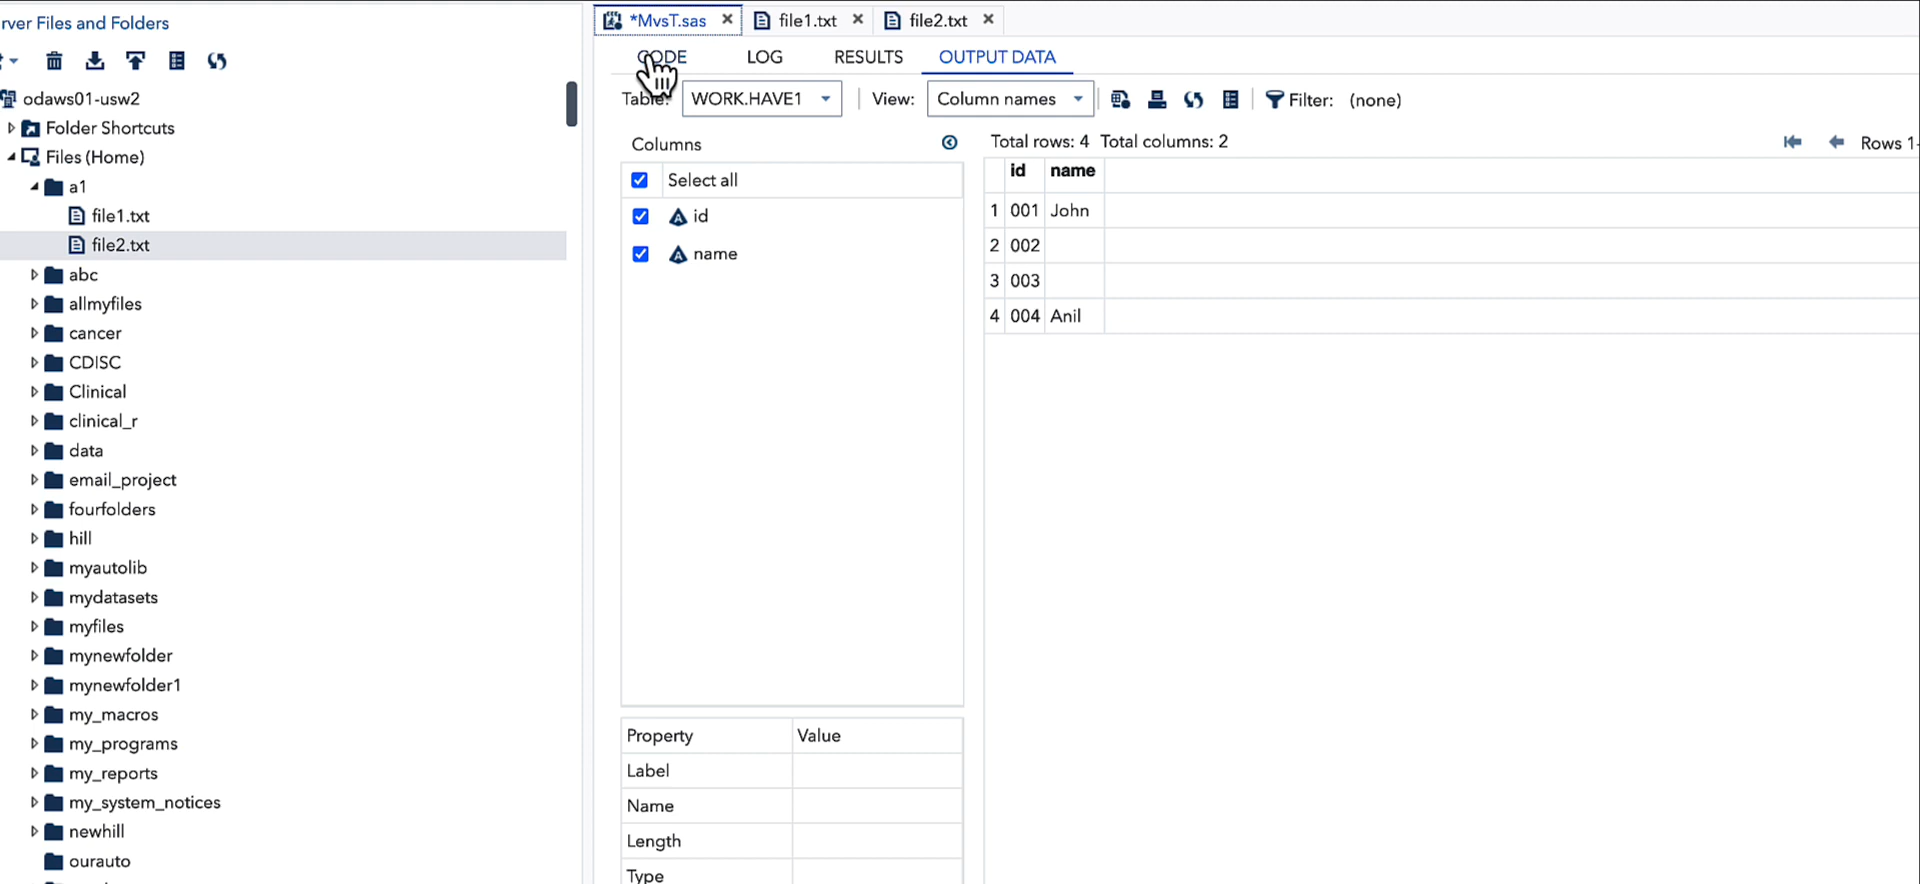 rver Files and Folders
odaws01-usw2
Folder Shortcuts
Files (Home)
a1
file1.txt
file2.txt
abc
allmyfiles
cancer
CDISC
Clinical
clinical_r
data
email_project
fourfolders
hill
myautolib
mydatasets
myfiles
mynewfolder
mynewfolder1
my_macros
my_programs
my_reports
my_system_notices
newhill
ourauto
*MvsT.sas file1.txt file2.txt
CODE LOG RESULTS OUTPUT DATA
Table: WORK.HAVE1 View: Column names Filter: (none)
Columns
Select all
id
name
Property Value
Label
Name
Length
Type
Total rows: 4 Total columns: 2 Rows 1-
id name
1 001 John
2 002
3 003
4 004 Anil